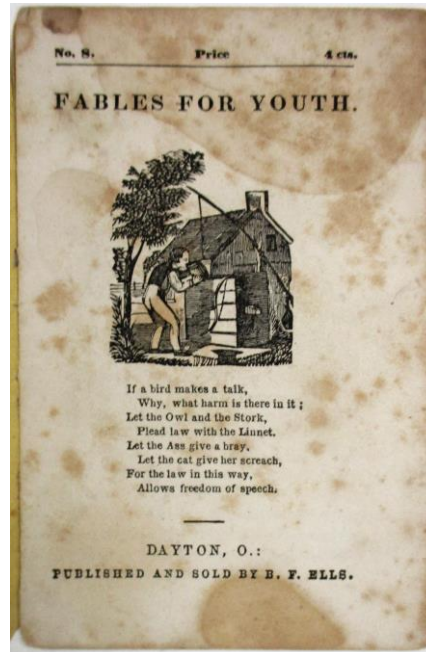 No. 8. Price 4 cts.
FABLES FOR YOUTH.
If a bird makes a talk,
Why, what harm is there in it ;
Let the Owl and the Stork,
Plead law with the Linnet.
Let the Ass give a bray,
Let the cat give her screach,
For the law in this way,
Allows freedom of speech.
DAYTON, O.:
PUBLISHED AND SOLD BY B. F. ELLS.